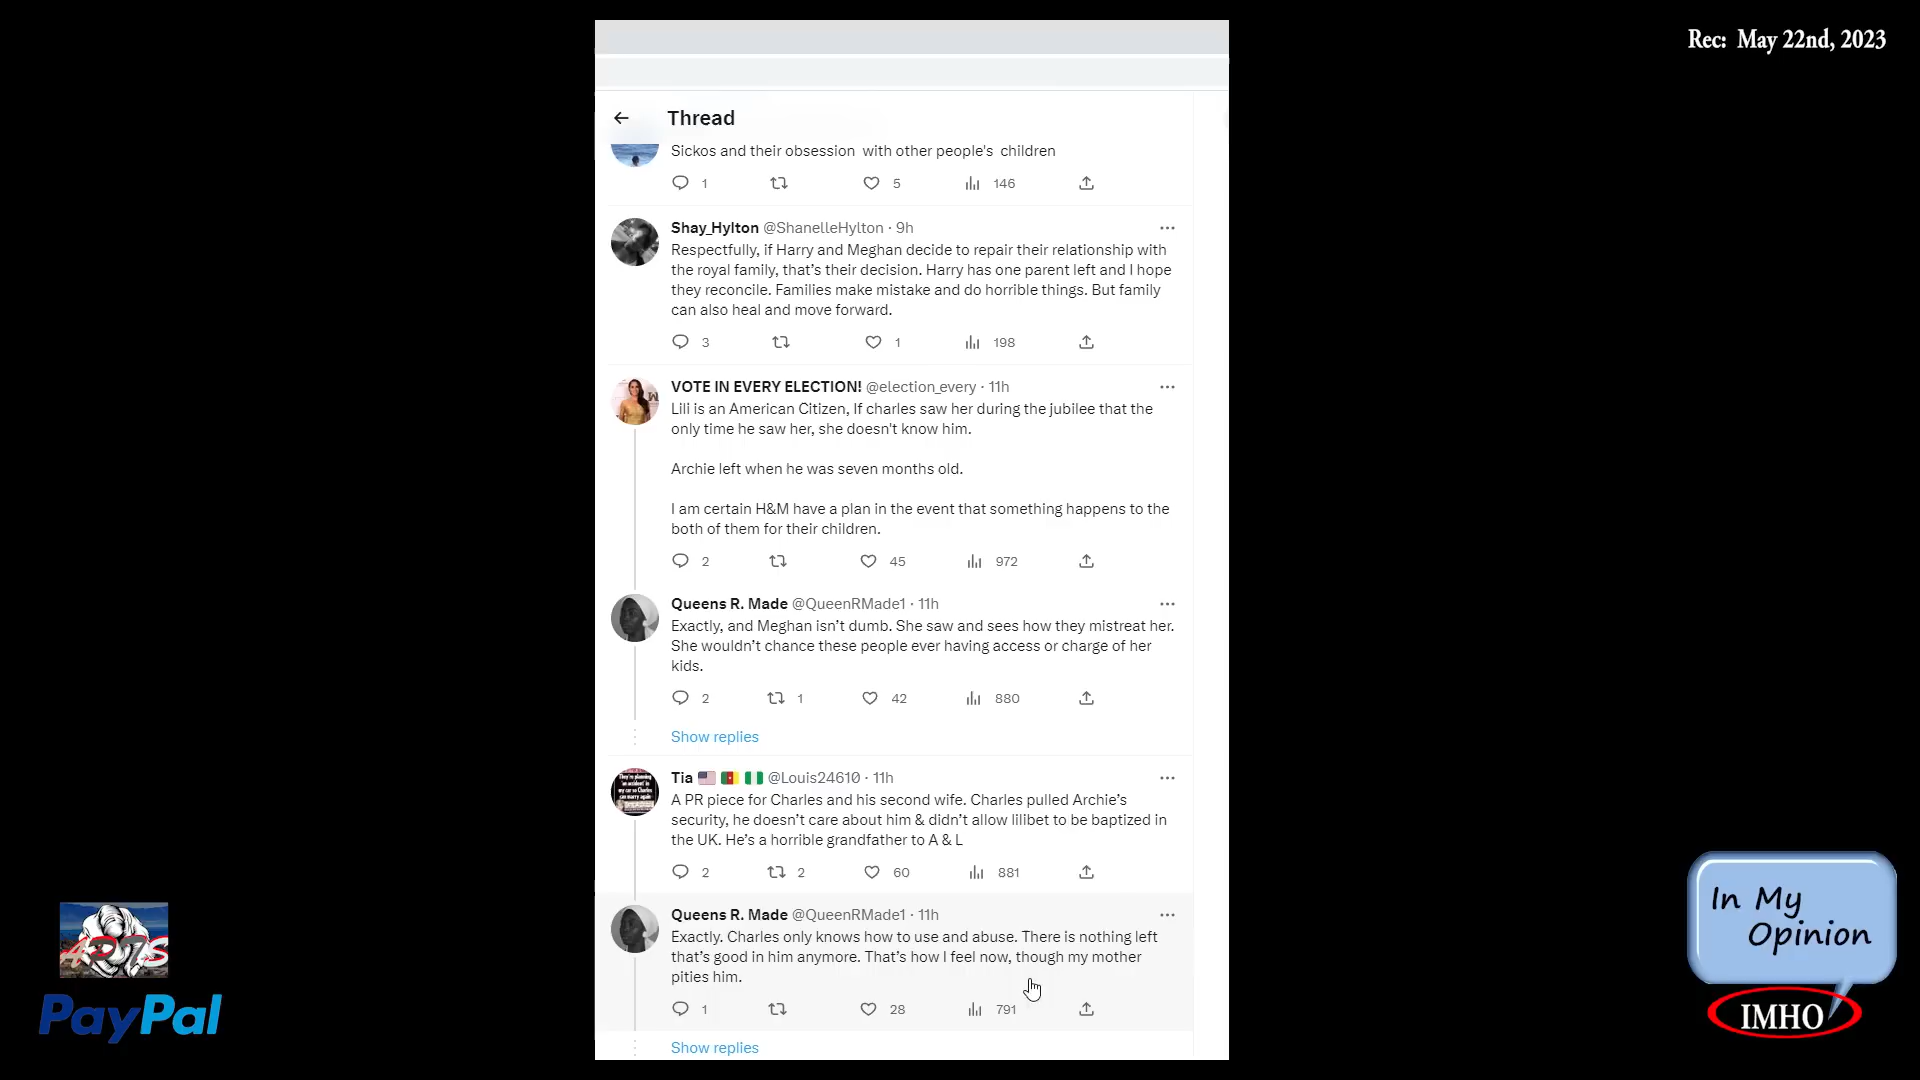 Rec: May 22nd, 2023
Thread
Sickos and their obsession with other people's children
1 5 146
Shay_Hylton @ShanelleHylton · 9h
Respectfully, if Harry and Meghan decide to repair their relationship with
the royal family, that’s their decision. Harry has one parent left and I hope
they reconcile. Families make mistake and do horrible things. But family
can also heal and move forward.
3 1 198
VOTE IN EVERY ELECTION! @election_every · 11h
Lili is an American Citizen, If charles saw her during the jubilee that the
only time he saw her, she doesn't know him.
Archie left when he was seven months old.
I am certain H&M have a plan in the event that something happens to the
both of them for their children.
2 45 972
Queens R. Made @QueenRMade1 · 11h
Exactly, and Meghan isn’t dumb. She saw and sees how they mistreat her.
She wouldn’t chance these people ever having access or charge of her
kids.
2 1 42 880
Show replies
Tia @Louis24610 · 11h
A PR piece for Charles and his second wife. Charles pulled Archie’s
security, he doesn’t care about him & didn’t allow lilibet to be baptized in
the UK. He’s a horrible grandfather to A & L
2 2 60 881
Queens R. Made @QueenRMade1 · 11h
Exactly. Charles only knows how to use and abuse. There is nothing left
that’s good in him anymore. That’s how I feel now, though my mother
pities him.
1 28 791
Show replies
PayPal
In My
Opinion
IMHO